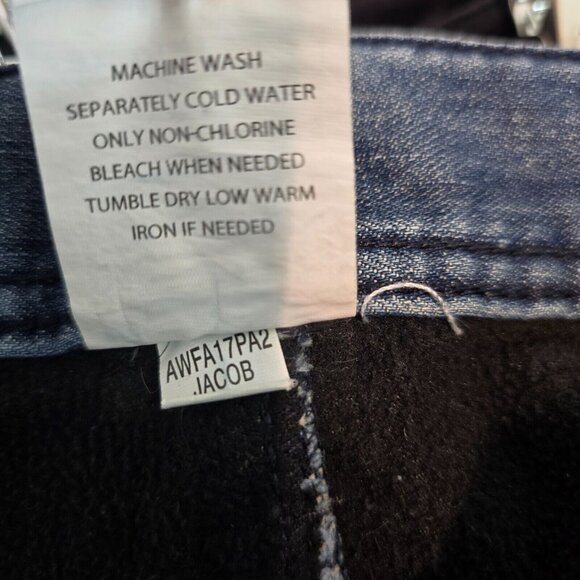 MACHINE WASH
SEPARATELY COLD WATER
ONLY NON-CHLORINE
BLEACH WHEN NEEDED
TUMBLE DRY LOW WARM
IRON IF NEEDED
AWFA17PA2
JACOB